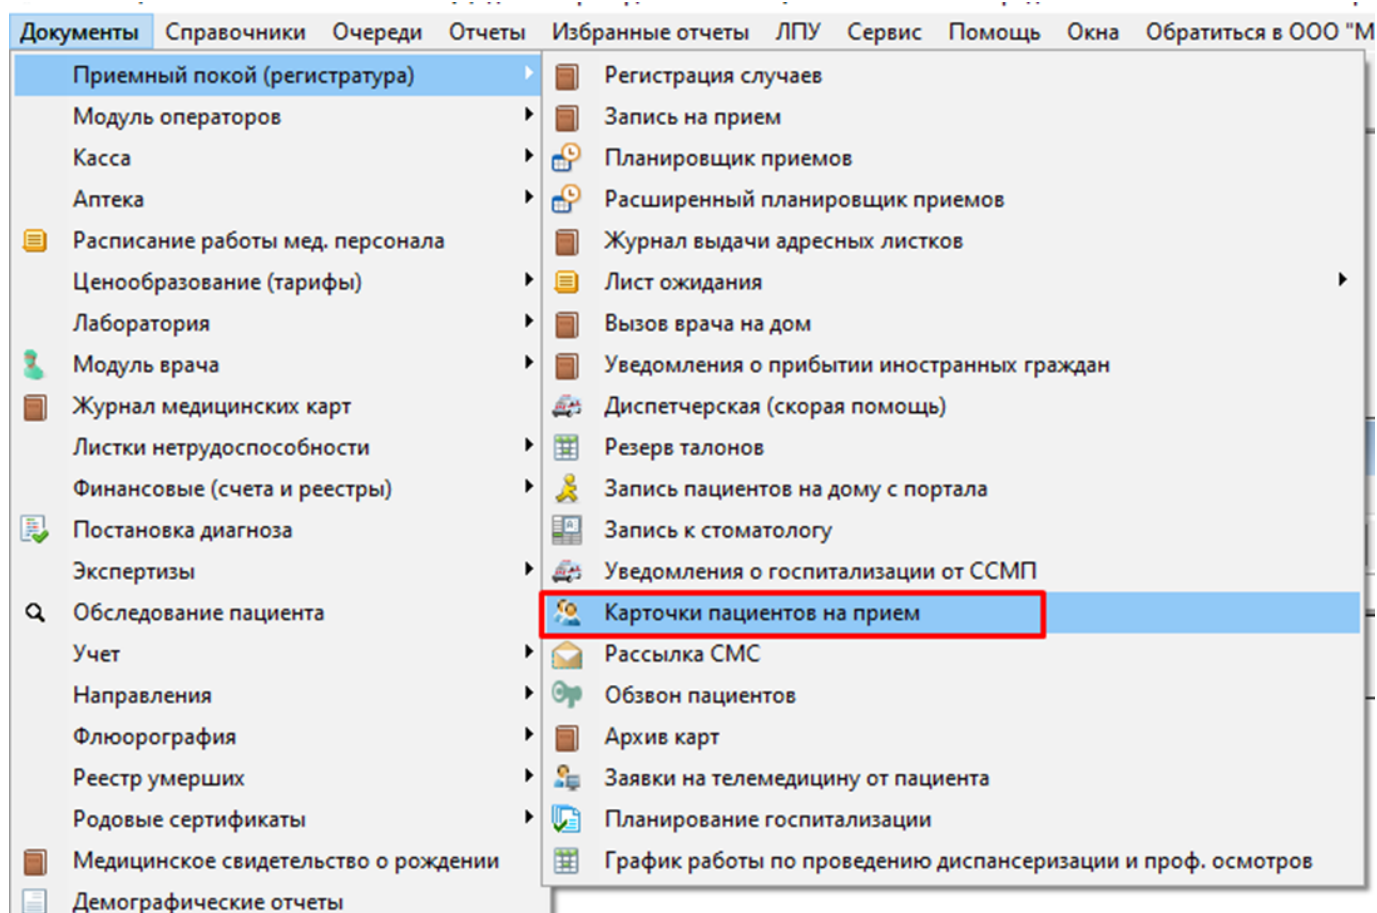 Документы Справочники Очереди Отчеты Избранные отчеты ЛПУ Сервис Помощь Окна Обратиться в ООО "М
Приемный покой (регистратура)
Модуль операторов
Касса
Аптека
Расписание работы мед. персонала
Ценообразование (тарифы)
Лаборатория
Модуль врача
Журнал медицинских карт
Листки нетрудоспособности
Финансовые (счета и реестры)
Постановка диагноза
Экспертизы
Обследование пациента
Учет
Направления
Флюорография
Реестр умерших
Родовые сертификаты
Медицинское свидетельство о рождении
Демографические отчеты
Регистрация случаев
Запись на прием
Планировщик приемов
Расширенный планировщик приемов
Журнал выдачи адресных листков
Лист ожидания
Вызов врача на дом
Уведомления о прибытии иностранных граждан
Диспетчерская (скорая помощь)
Резерв талонов
Запись пациентов на дому с портала
Запись к стоматологу
Уведомления о госпитализации от ССМП
Карточки пациентов на прием
Рассылка СМС
Обзвон пациентов
Архив карт
Заявки на телемедицину от пациента
Планирование госпитализации
График работы по проведению диспансеризации и проф. осмотров